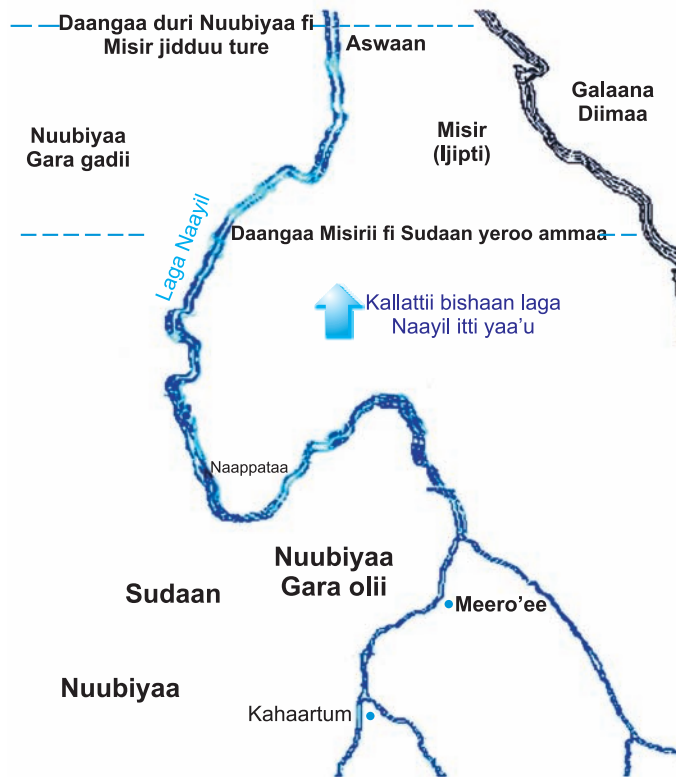 Daangaa duri Nuubiyaa fi
Misir jidduu ture
Aswaan
Galaana
Diimaa
Nuubiyaa
Gara gadii
Misir
(Ijipti)
Laga Naayil
Daangaa Misirii fi Sudaan yeroo ammaa
Kallattii bishaan laga
Naayil itti yaa'u
Naappataa
Nuubiyaa
Gara olii
Sudaan
Meero’ee
Nuubiyaa
Kahaartum